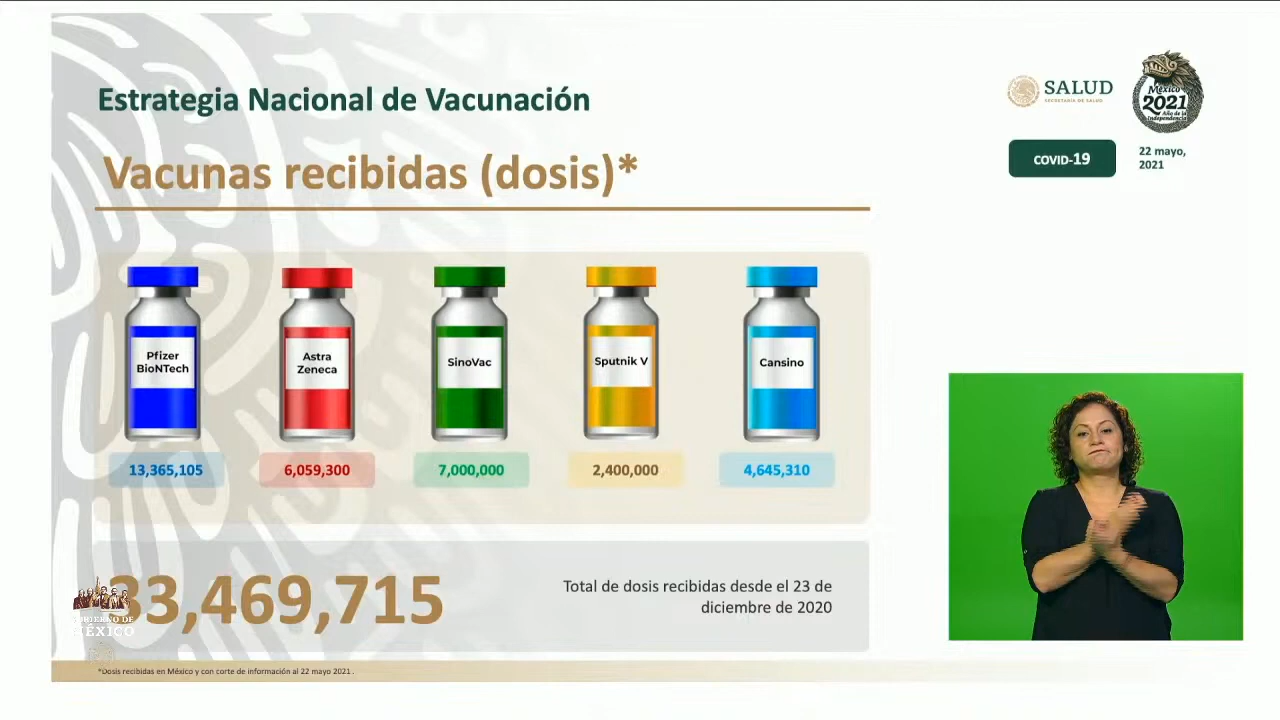 Estrategia Nacional de Vacunación
SALUD
SECRETARÍA DE SALUD
México
2021
Año de la
Independencia
Vacunas recibidas (dosis)*
COVID-19
22 mayo,
2021
Pfizer
BioNTech
Astra
Zeneca
SinoVac
Sputnik V
Cansino
13,365,105
6,059,300
7,000,000
2,400,000
4,645,310
33,469,715
Total de dosis recibidas desde el 23 de
diciembre de 2020
GOBIERNO DE
MÉXICO
*Dosis recibidas en México y con corte de información al 22 mayo 2021.